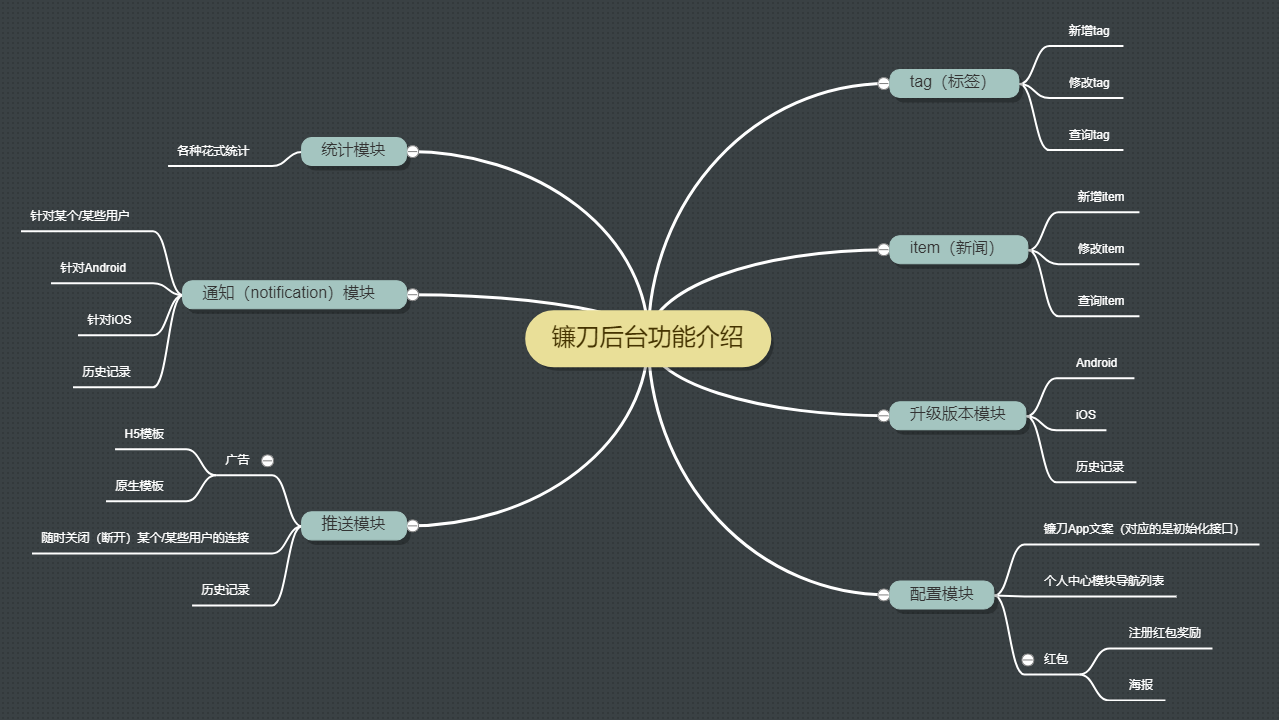 镰刀后台功能介绍
tag（标签）
新增tag
修改tag
查询tag
item（新闻）
新增item
修改item
查询item
升级版本模块
Android
iOS
历史记录
配置模块
镰刀App文案（对应的是初始化接口）
个人中心模块导航列表
红包
注册红包奖励
海报
统计模块
各种花式统计
通知（notification）模块
针对某个/某些用户
针对Android
针对iOS
历史记录
推送模块
广告
H5模板
原生模板
随时关闭（断开）某个/某些用户的连接
历史记录